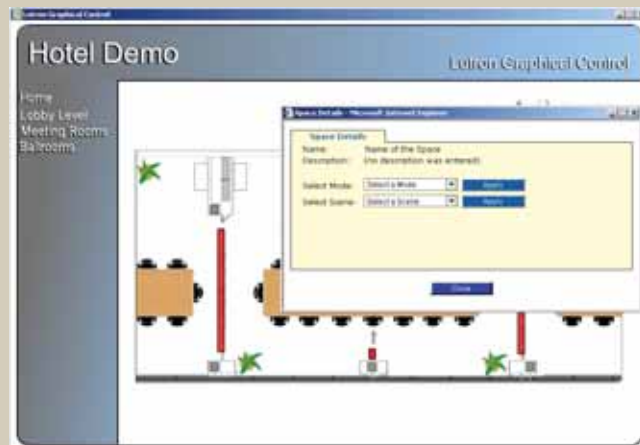 Lutron Graphical Control
Hotel Demo
Lutron Graphical Control
Home
Lobby Level
Meeting Rooms
Ballrooms
Space Details - Microsoft Internet Explorer
Space Details
Name: Name of the Space
Description: (no description was entered)
Select Mode: Select a Mode Apply
Select Scene: Select a Scene Apply
Close